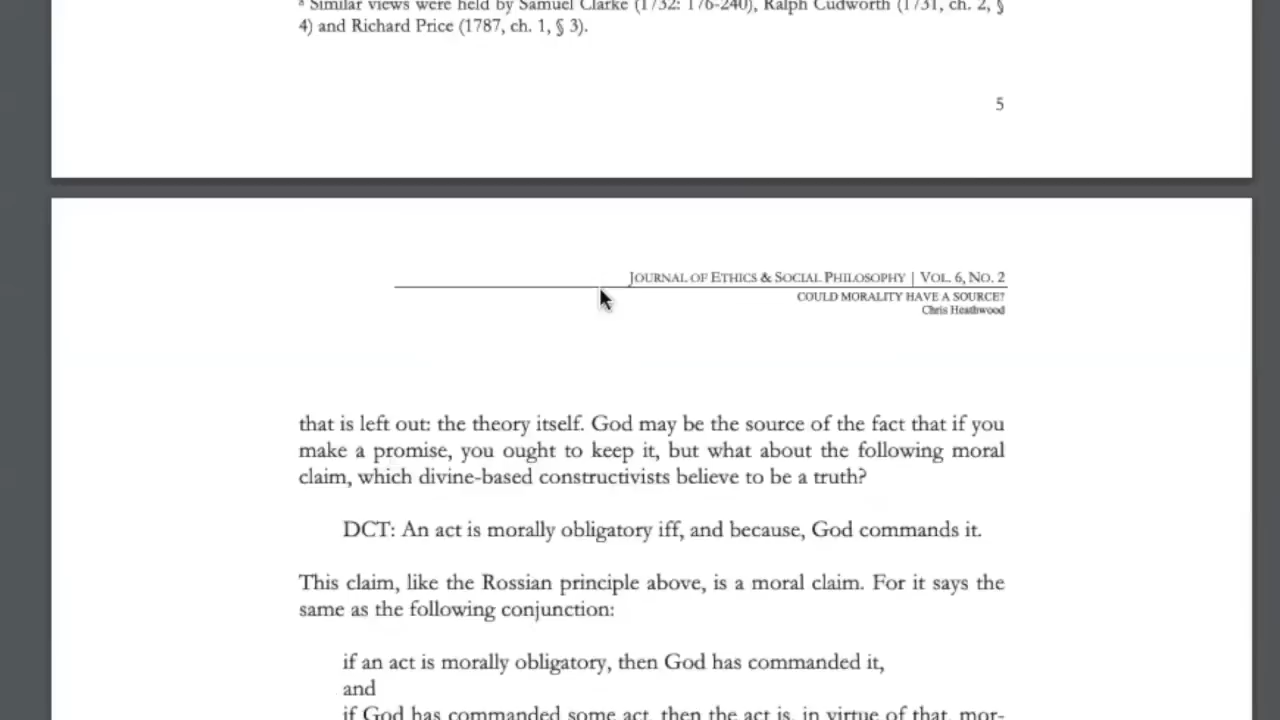 ⁸ Similar views were held by Samuel Clarke (1732: 176-240), Ralph Cudworth (1731, ch. 2, §
4) and Richard Price (1787, ch. 1, § 3).
5
JOURNAL OF ETHICS & SOCIAL PHILOSOPHY | VOL. 6, NO. 2
COULD MORALITY HAVE A SOURCE?
Chris Heathwood
that is left out: the theory itself. God may be the source of the fact that if you
make a promise, you ought to keep it, but what about the following moral
claim, which divine-based constructivists believe to be a truth?
DCT: An act is morally obligatory iff, and because, God commands it.
This claim, like the Rossian principle above, is a moral claim. For it says the
same as the following conjunction:
if an act is morally obligatory, then God has commanded it,
and
if God has commanded some act, then the act is, in virtue of that, mor-